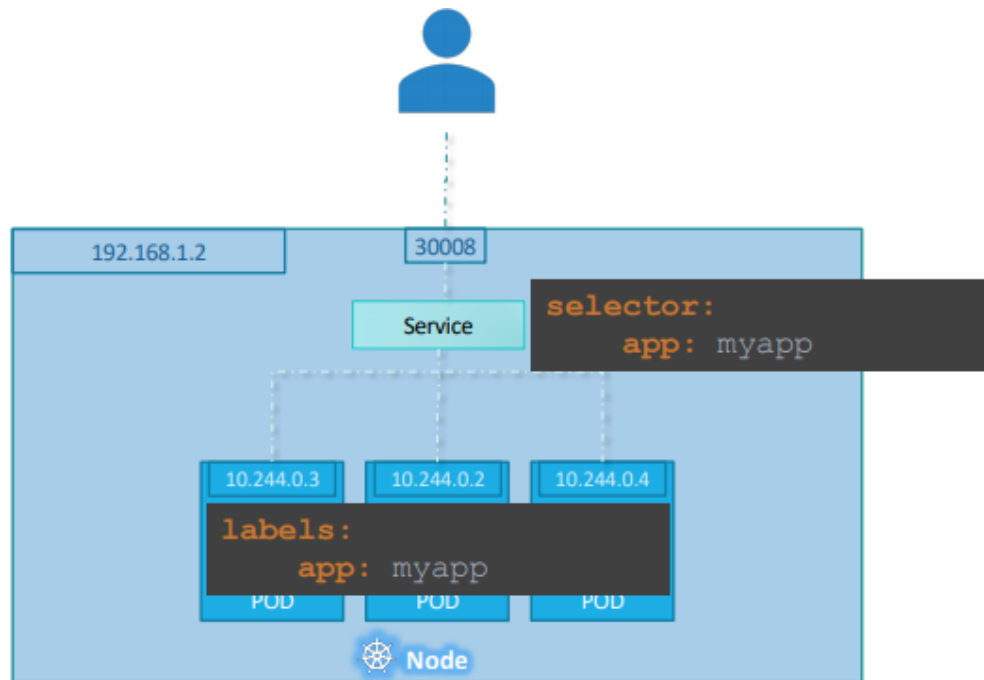 192.168.1.2
30008
Service
selector:
app: myapp
10.244.0.3
10.244.0.2
10.244.0.4
labels:
app: myapp
POD
POD
POD
Node